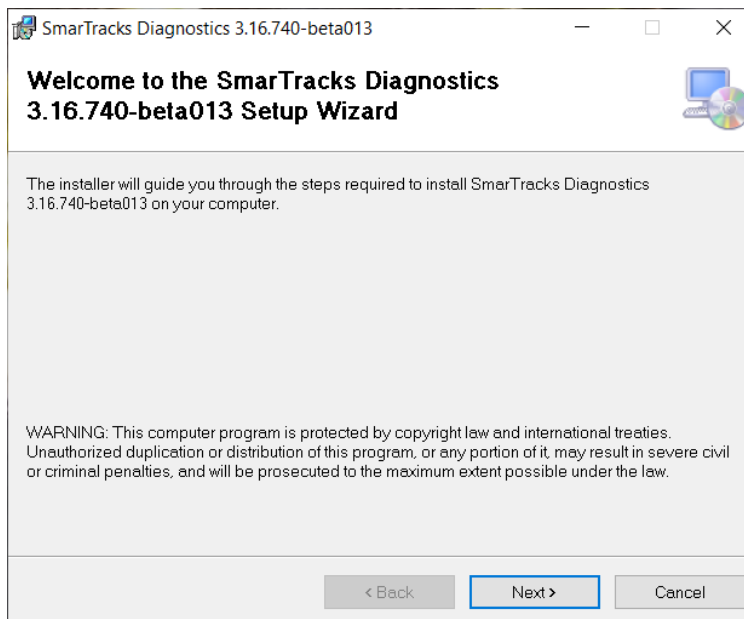 SmarTracks Diagnostics 3.16.740-beta013
Welcome to the SmarTracks Diagnostics
3.16.740-beta013 Setup Wizard
The installer will guide you through the steps required to install SmarTracks Diagnostics
3.16.740-beta013 on your computer.
WARNING: This computer program is protected by copyright law and international treaties.
Unauthorized duplication or distribution of this program, or any portion of it, may result in severe civil
or criminal penalties, and will be prosecuted to the maximum extent possible under the law.
< Back Next > Cancel